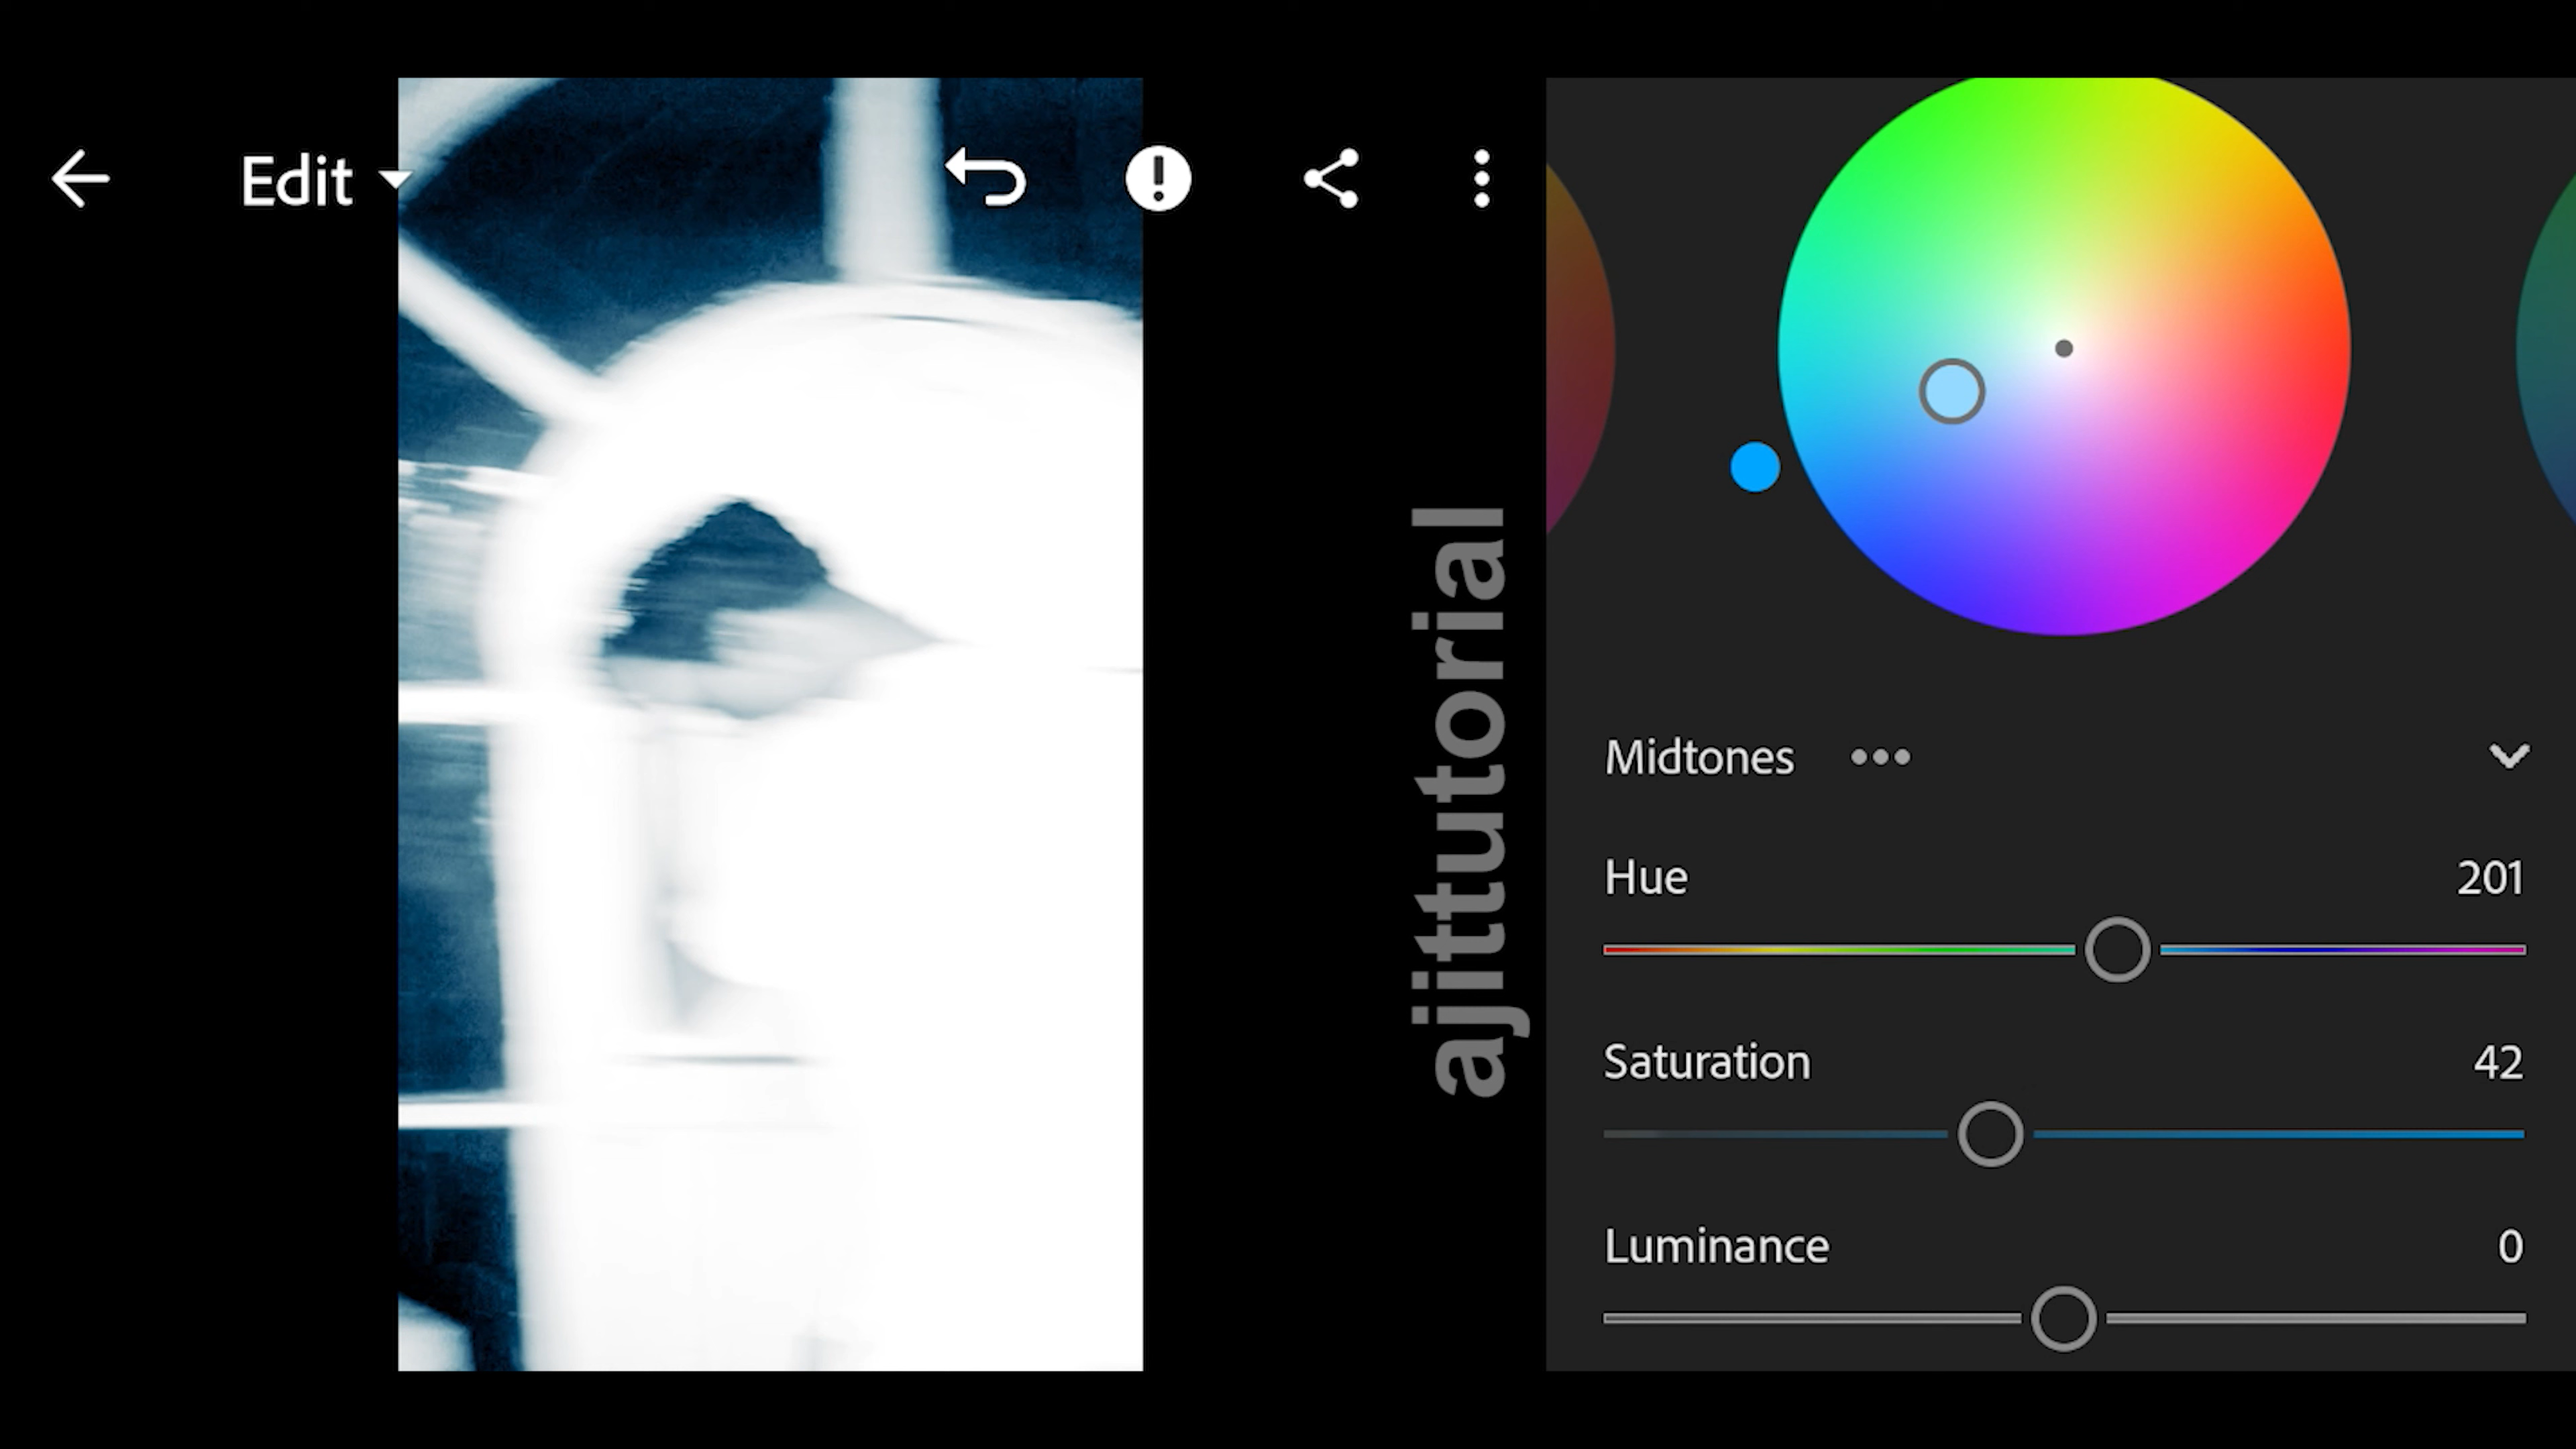 Edit
ajittutorial
Midtones
Hue 201
Saturation 42
Luminance 0